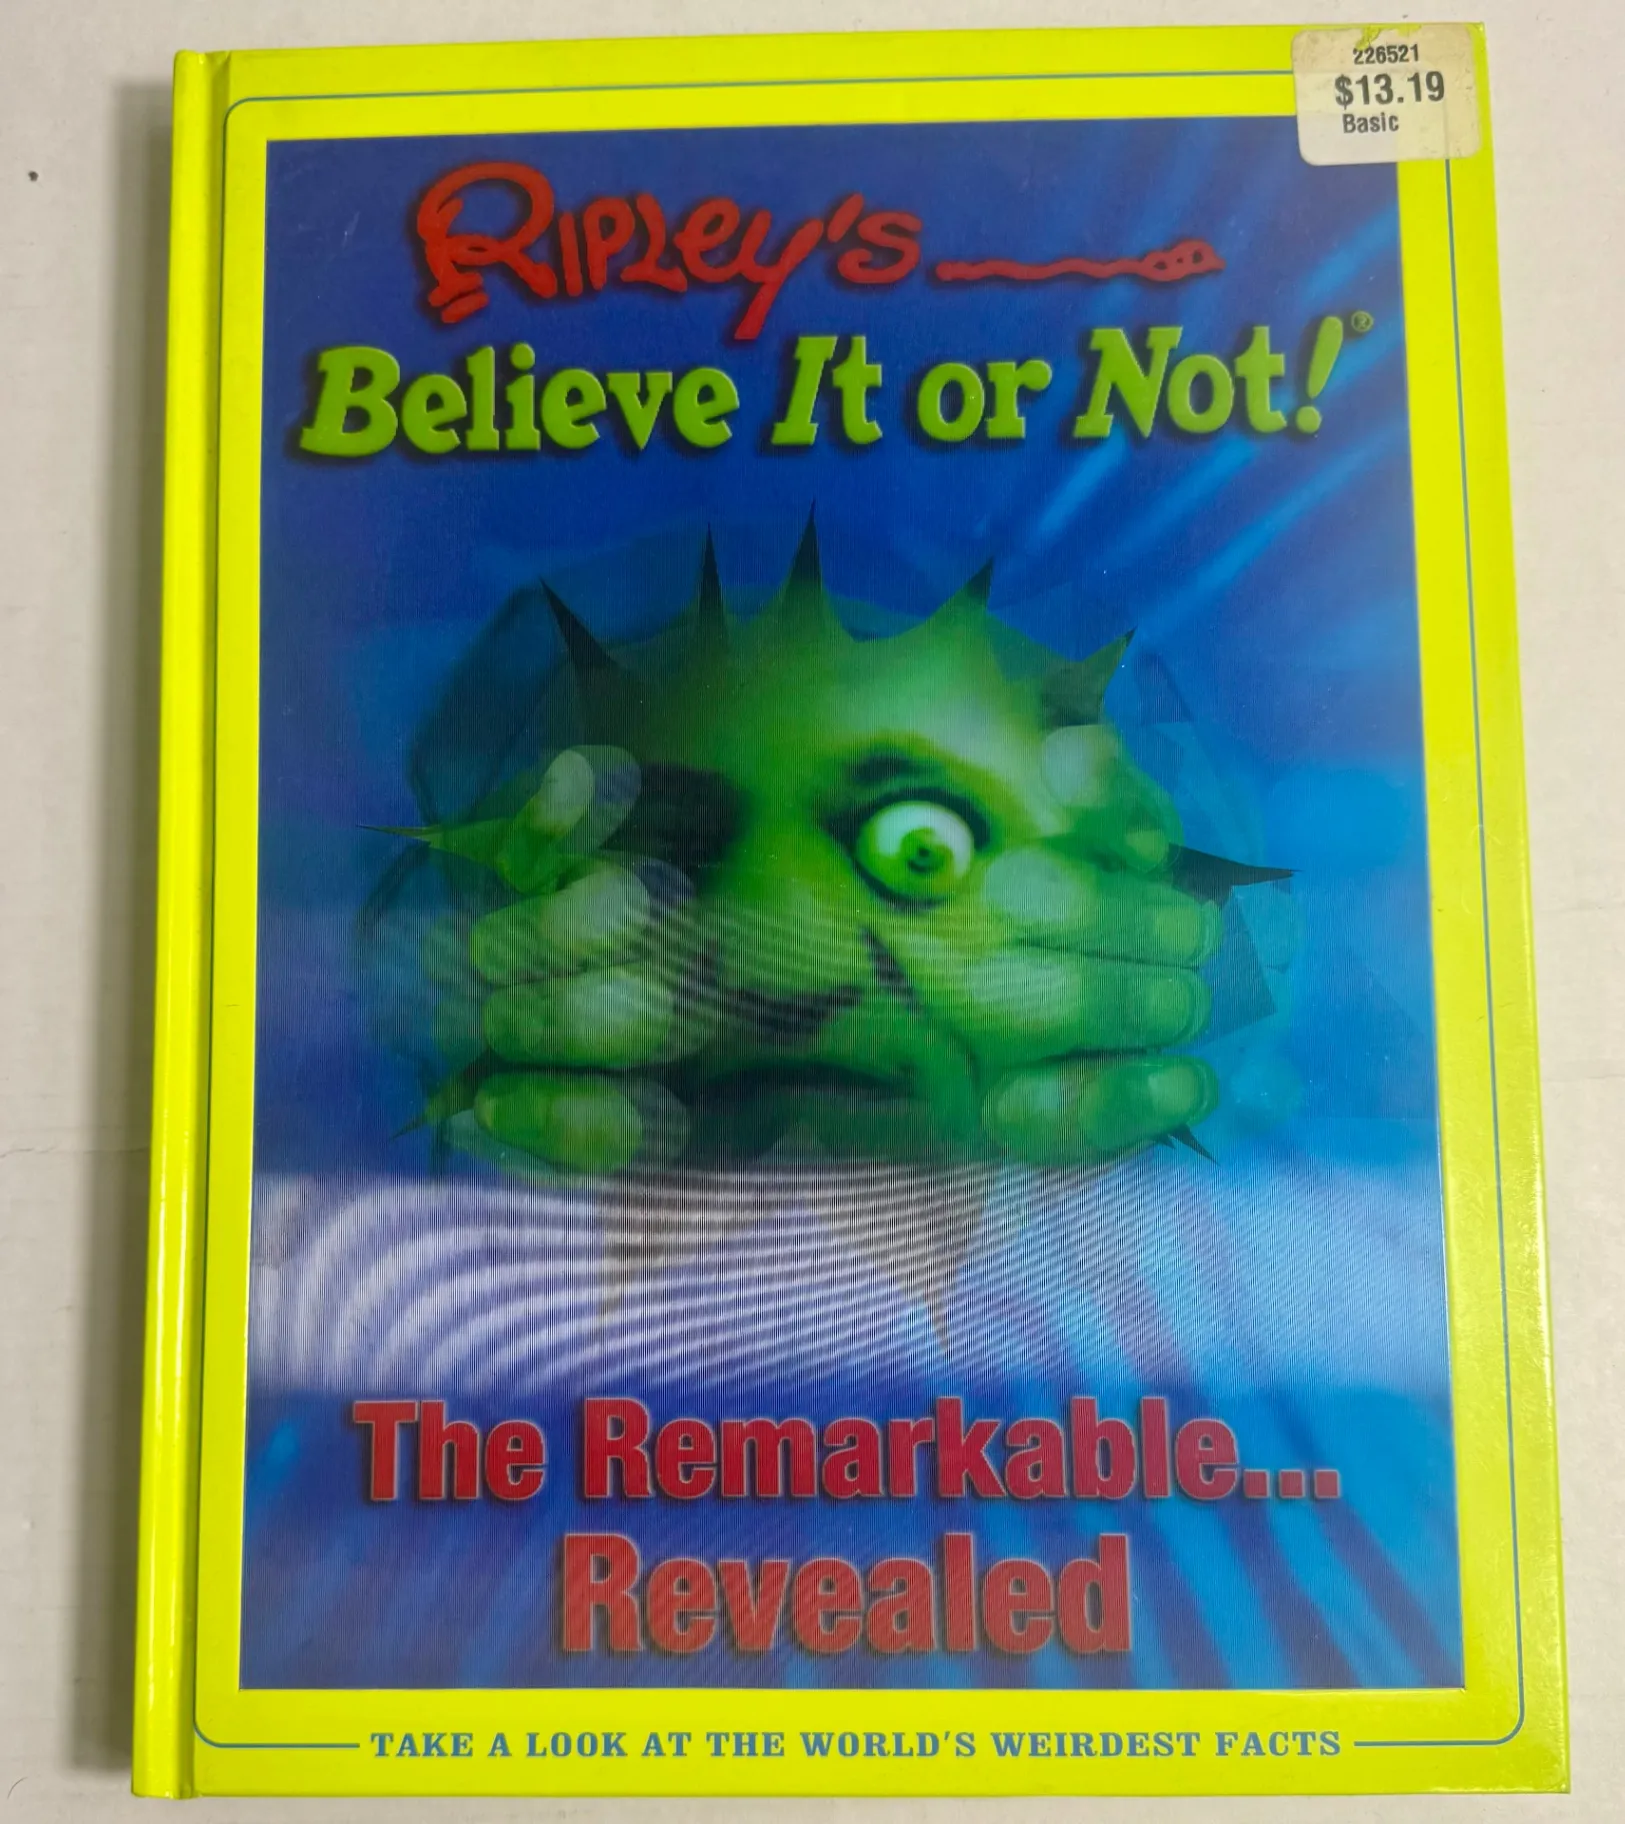 226521
$13.19
Basic
Ripley's
Believe It or Not!®
The Remarkable...
Revealed
TAKE A LOOK AT THE WORLD'S WEIRDEST FACTS